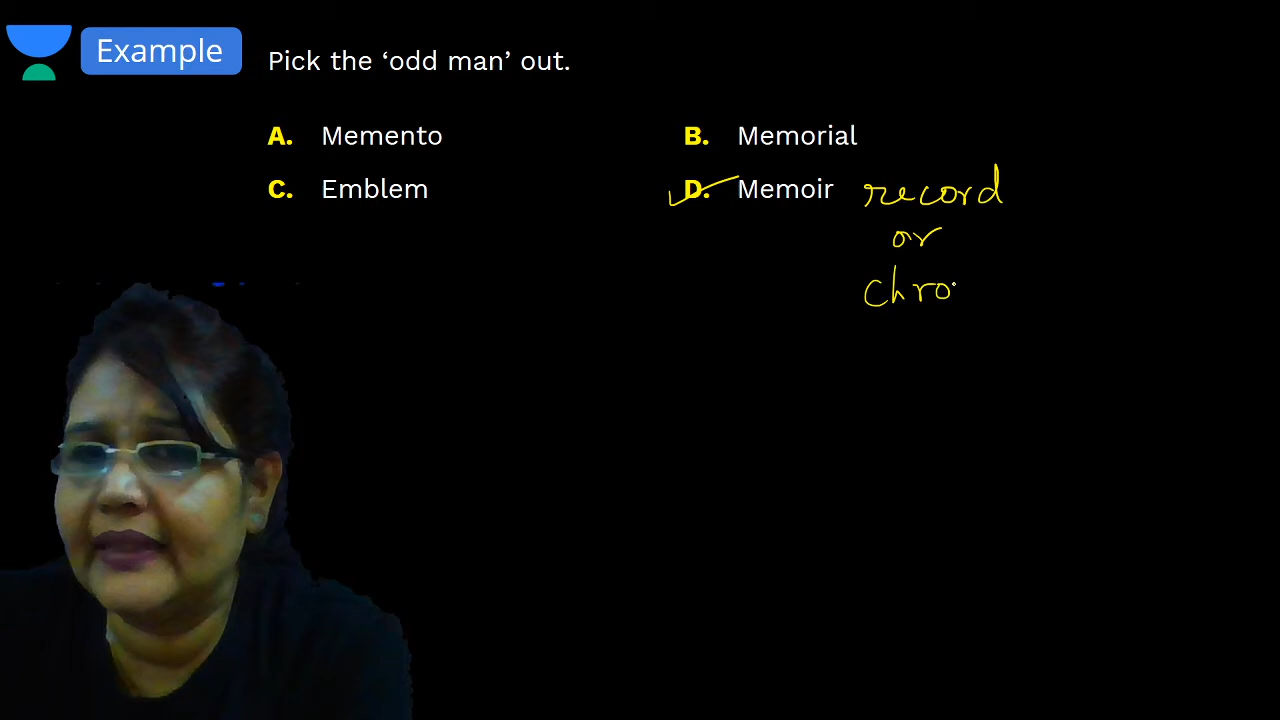 Example Pick the ‘odd man’ out.
A. Memento B. Memorial
C. Emblem D. Memoir record
or
chro